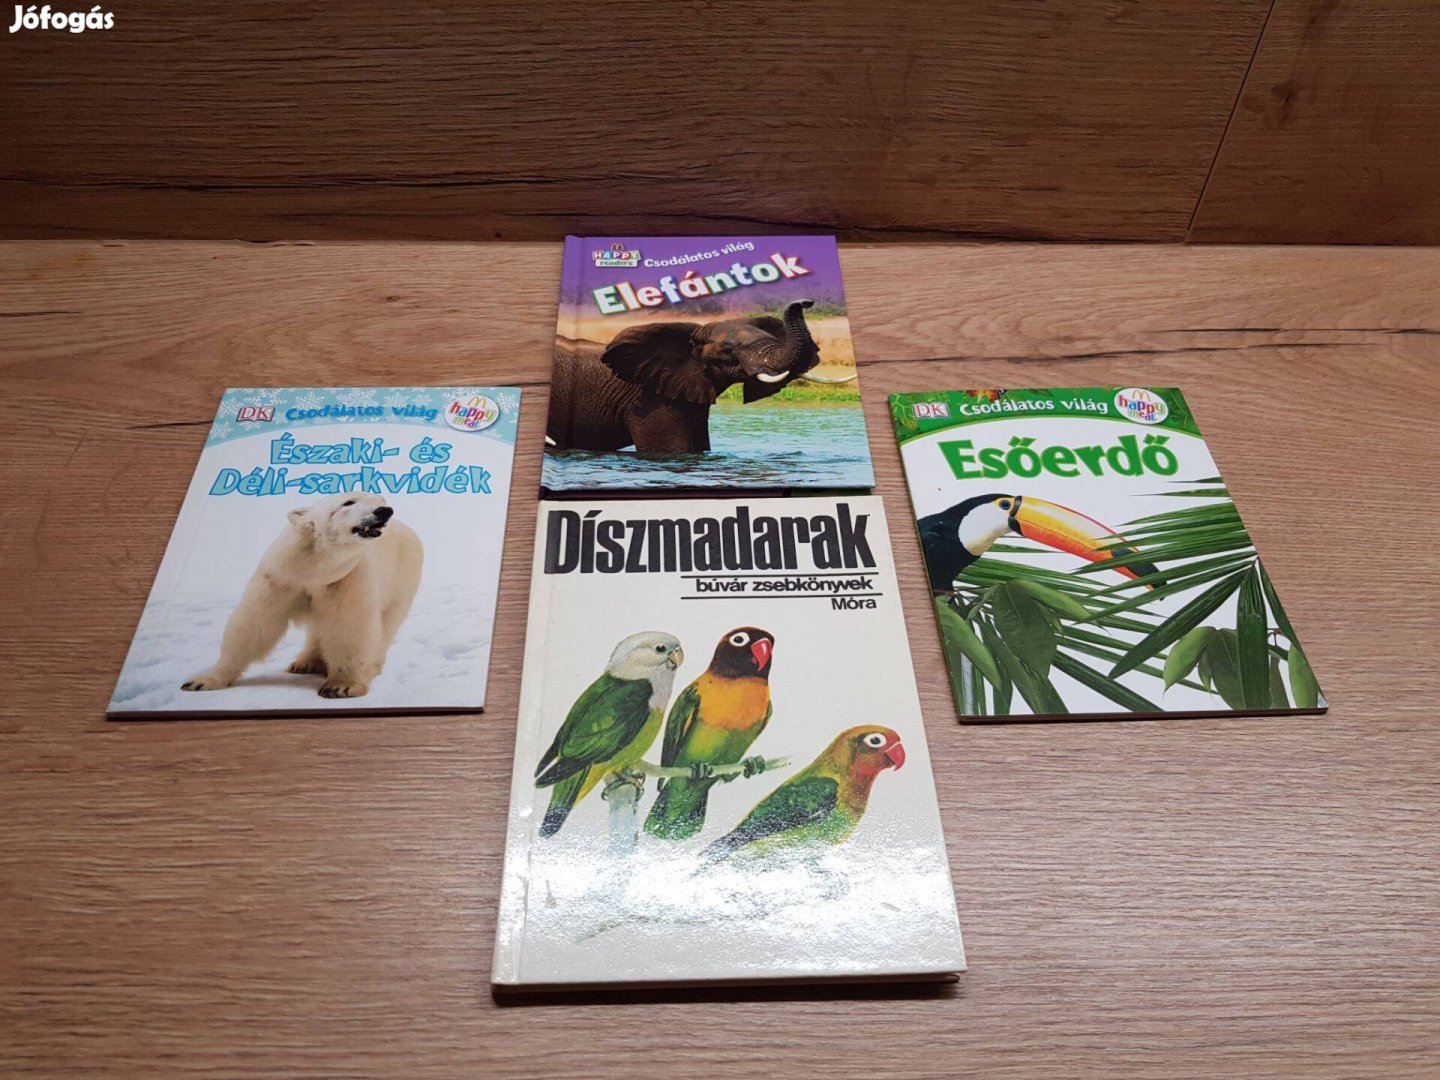 Jófogás
HAPPY
readers
Csodálatos világ
Elefántok
DK
Csodálatos világ
happy
meal
Északi- és
Déli-sarkvidék
Díszmadarak
búvár zsebkönyvek
Móra
DK
Csodálatos világ
happy
meal
Esőerdő